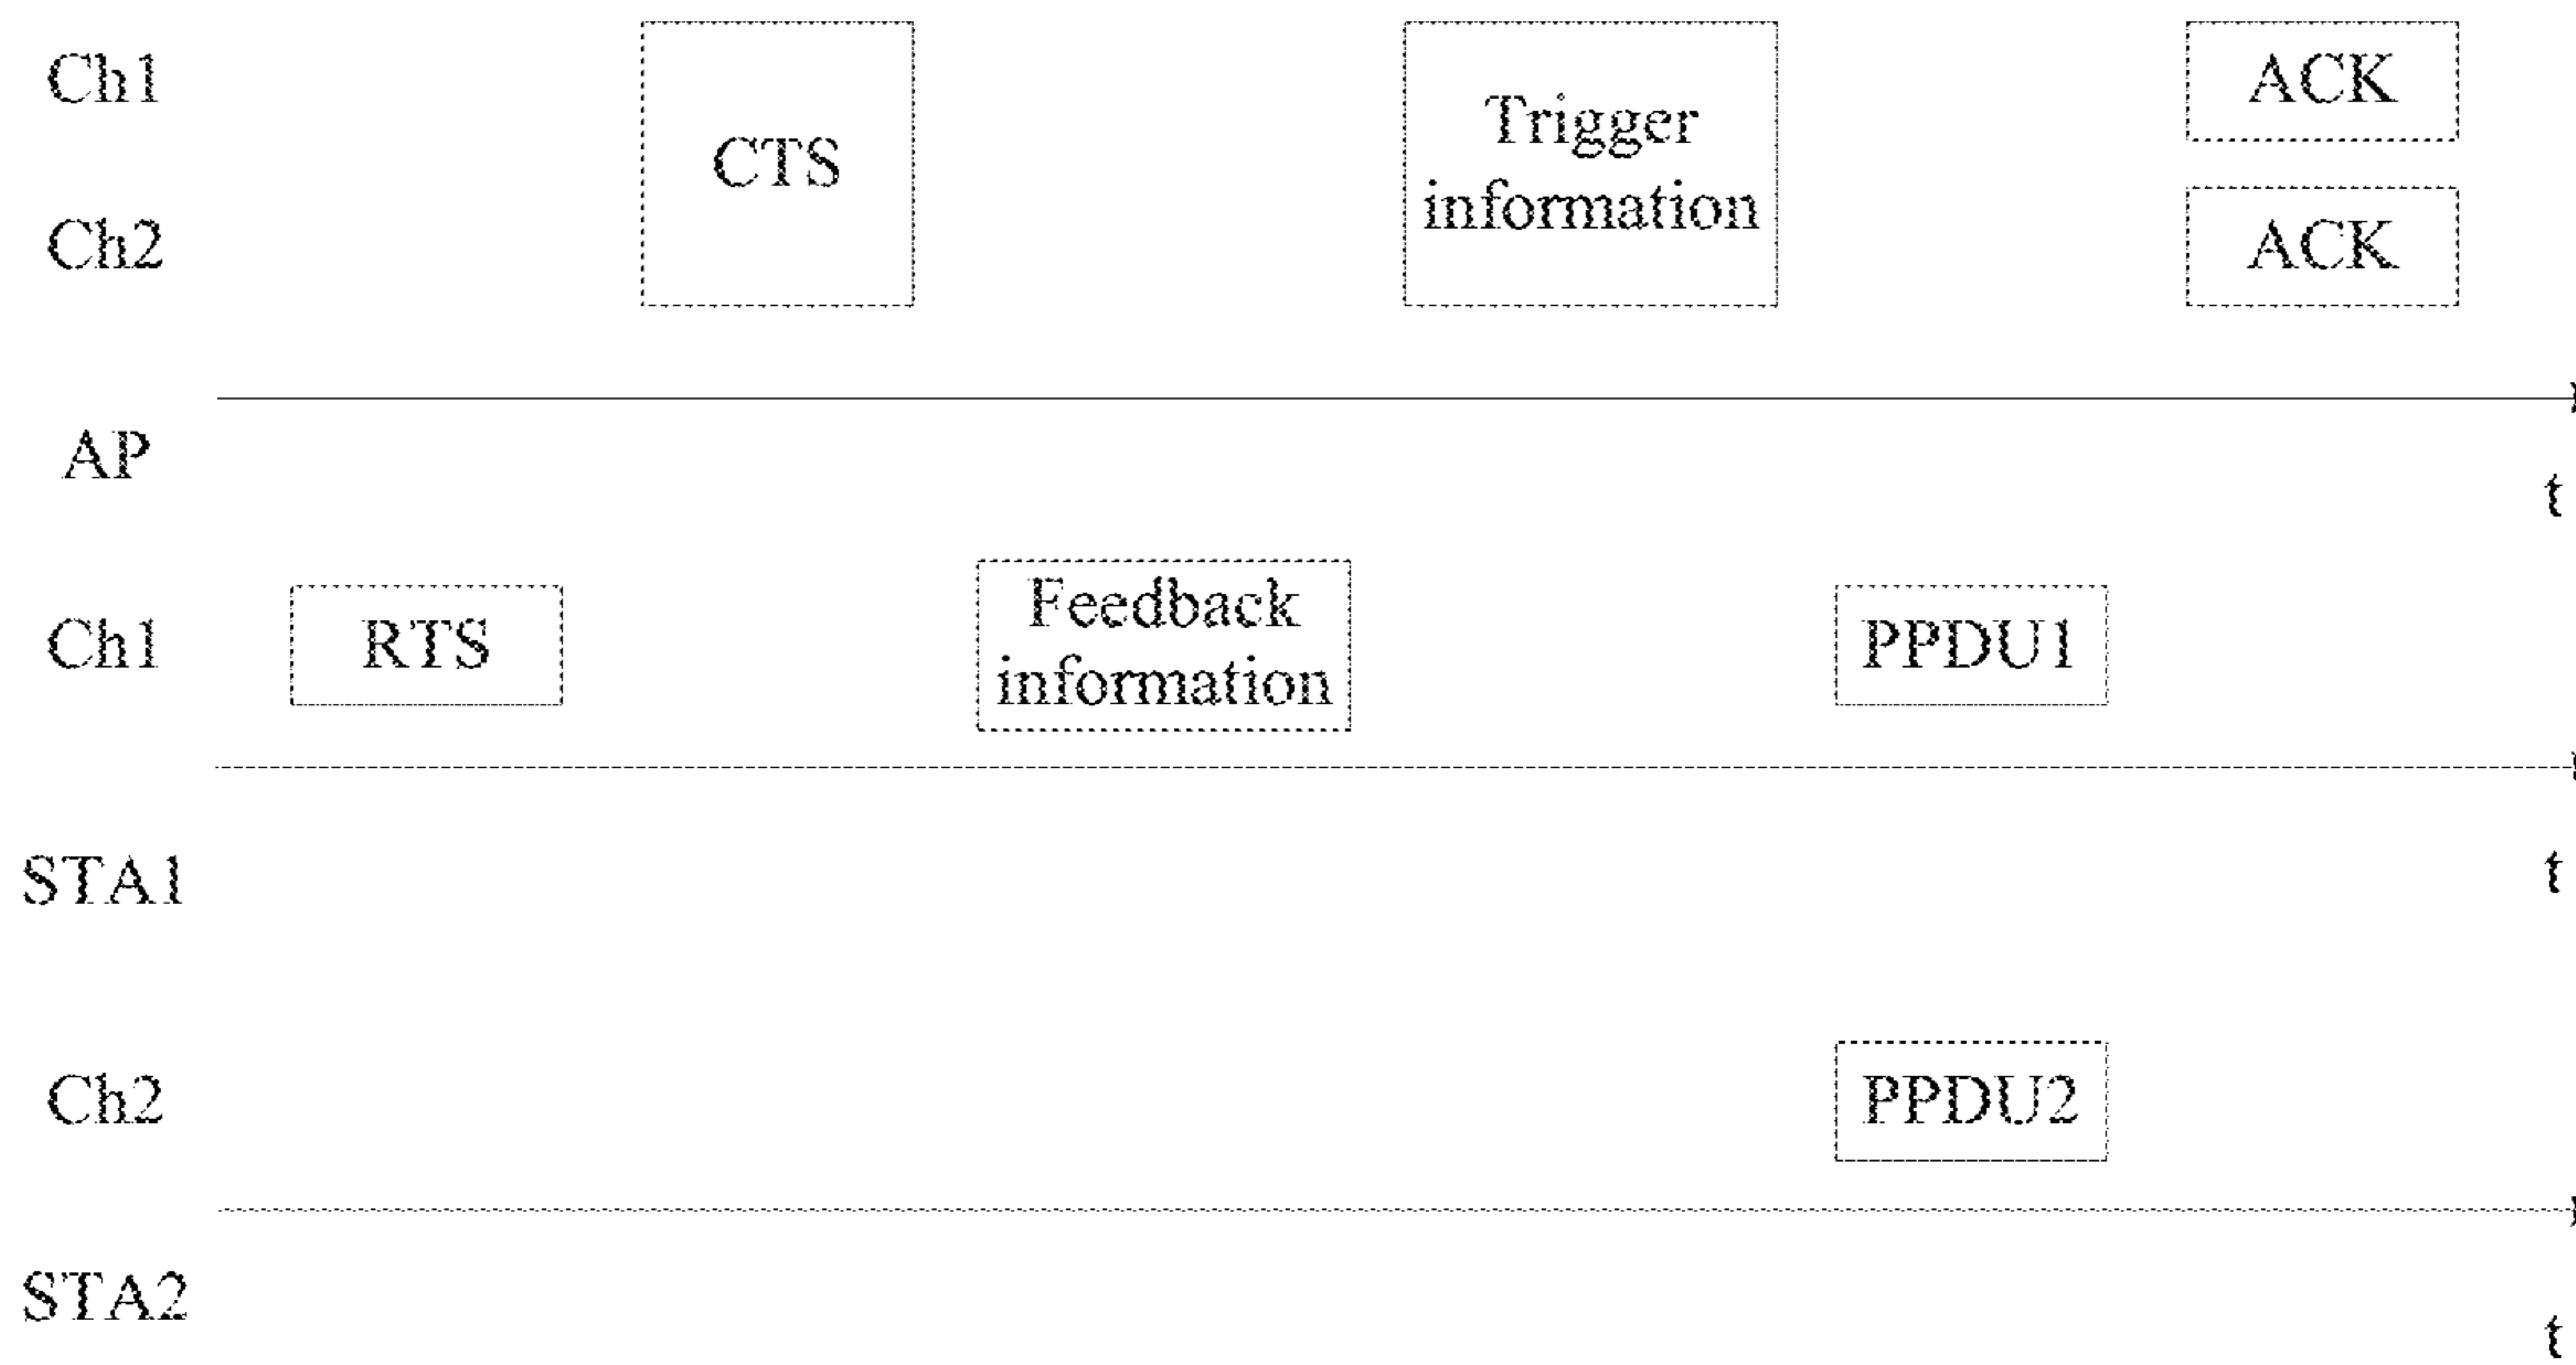 Ch1
CTS
Trigger
information
ACK
Ch2
ACK
AP
t
Ch1
RTS
Feedback
information
PPDU1
STA1
t
Ch2
PPDU2
STA2
t